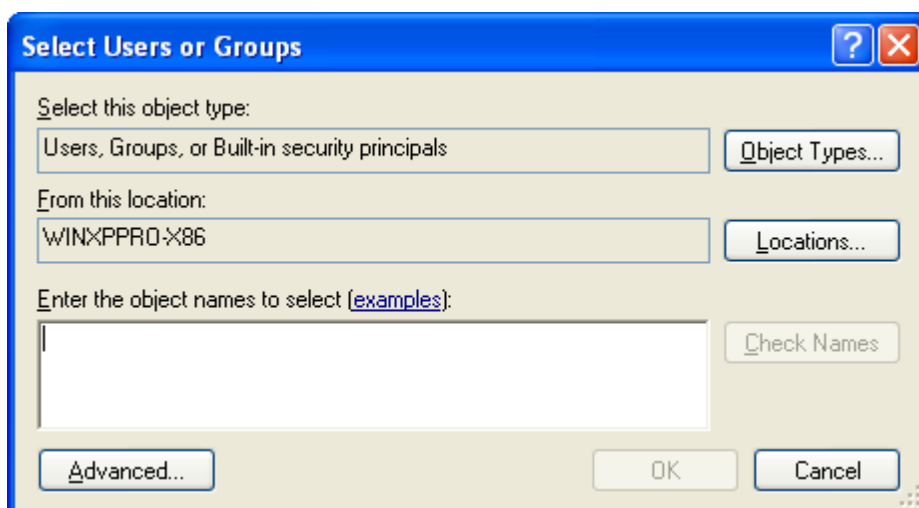 Select Users or Groups
Select this object type:
Users, Groups, or Built-in security principals
Object Types...
From this location:
WINXPPRO-X86
Locations...
Enter the object names to select (examples):
Check Names
Advanced...
OK
Cancel